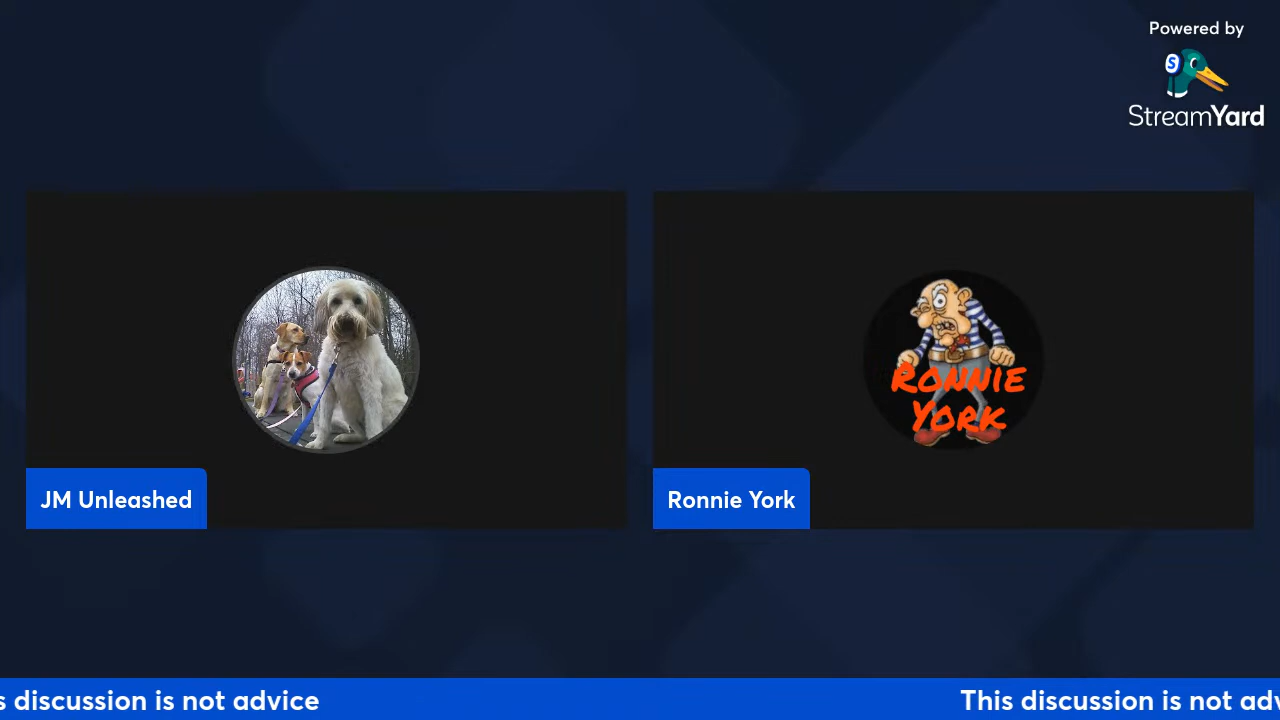 Powered by
S
StreamYard
RONNIE
YORK
JM Unleashed
Ronnie York
s discussion is not advice
This discussion is not adv